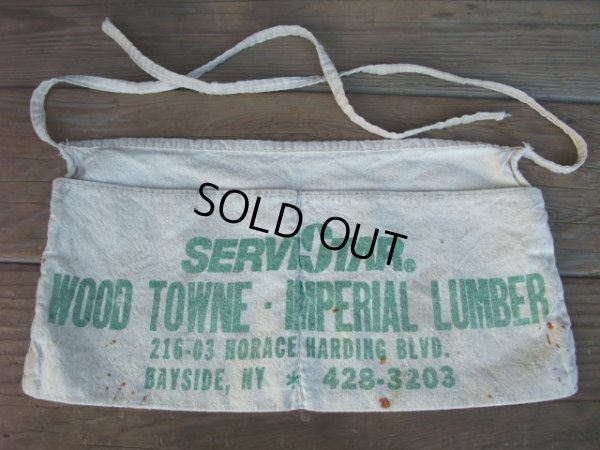 SOLD OUT
SERVISTAR®
WOOD TOWNE · IMPERIAL LUMBER
216-03 HORACE HARDING BLVD.
BAYSIDE, NY * 428-3203